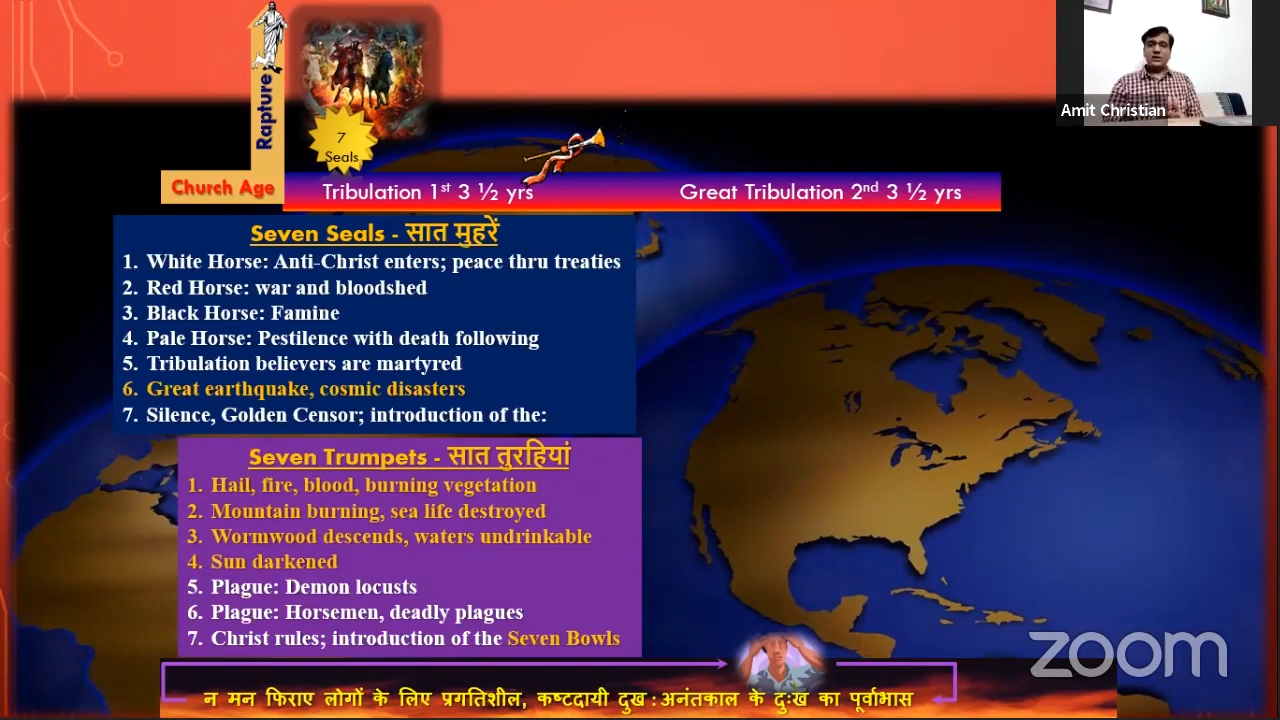 Rapture
7
Seals
Amit Christian
Church Age
Tribulation 1st 3 ½ yrs
Great Tribulation 2nd 3 ½ yrs
Seven Seals - सात मुहरें
1. White Horse: Anti-Christ enters; peace thru treaties
2. Red Horse: war and bloodshed
3. Black Horse: Famine
4. Pale Horse: Pestilence with death following
5. Tribulation believers are martyred
6. Great earthquake, cosmic disasters
7. Silence, Golden Censor; introduction of the:
Seven Trumpets - सात तुरहियां
1. Hail, fire, blood, burning vegetation
2. Mountain burning, sea life destroyed
3. Wormwood descends, waters undrinkable
4. Sun darkened
5. Plague: Demon locusts
6. Plague: Horsemen, deadly plagues
7. Christ rules; introduction of the Seven Bowls
zoom
न मन फिराए लोगों के लिए प्रगतिशील, कष्टदायी दुख : अनंतकाल के दुःख का पूर्वाभास